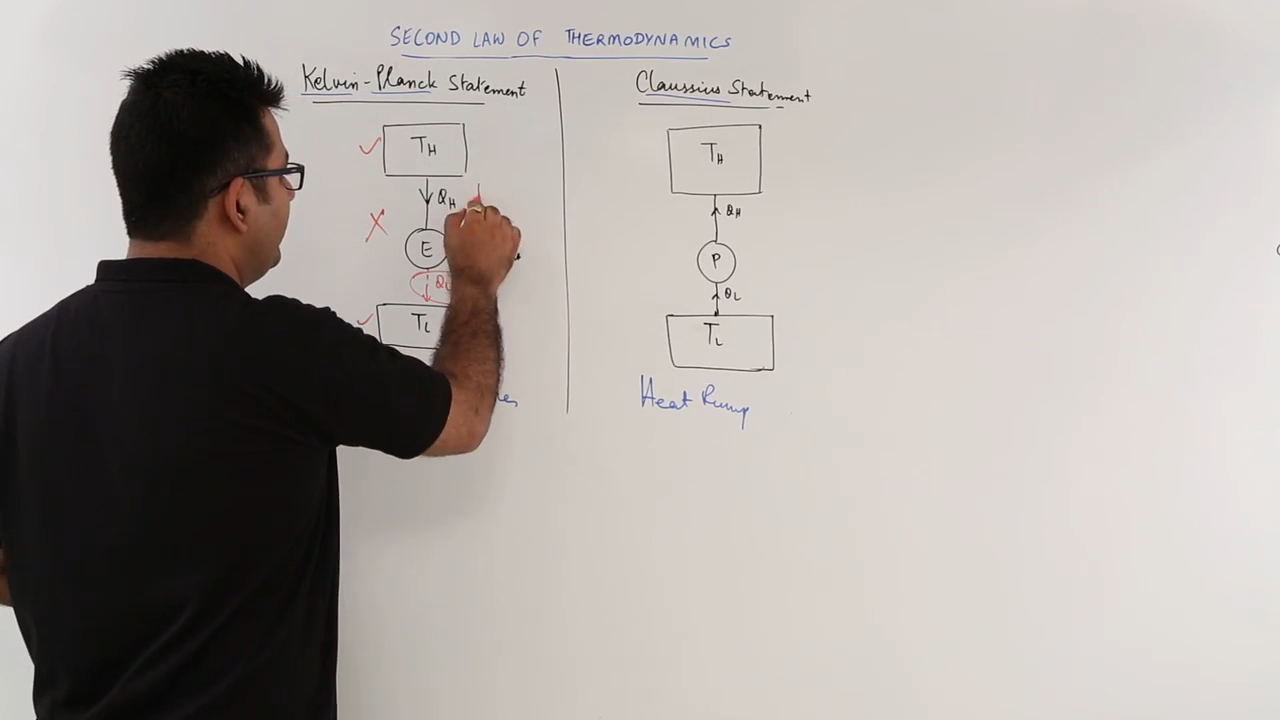 SECOND LAW OF THERMODYNAMICS
Kelvin-Planck Statement
Claussius Statement
TH
QH
E
TL
TH
QH
P
QL
TL
Heat Pump